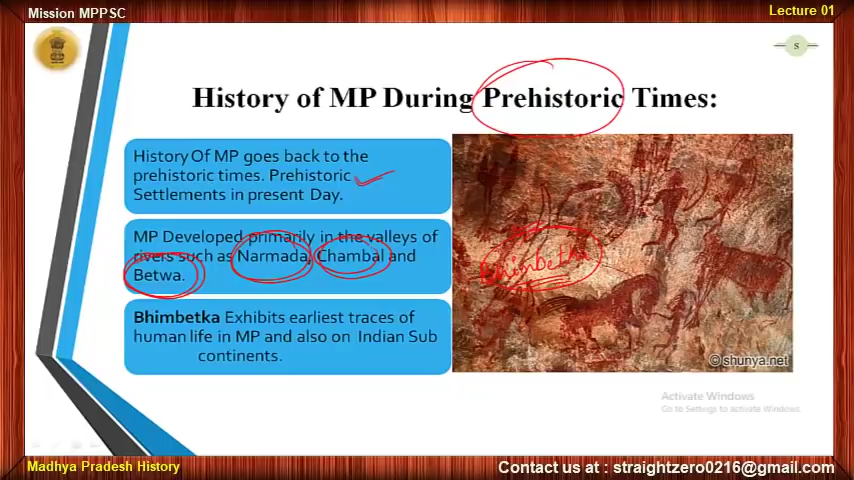 Mission MPPSC
Lecture 01
S
History of MP During Prehistoric Times:
History Of MP goes back to the
prehistoric times. Prehistoric
Settlements in present Day.
MP Developed primarily in the valleys of
rivers such as Narmada, Chambal and
Betwa.
Bhimbetka Exhibits earliest traces of
human life in MP and also on Indian Sub
continents.
Bhimbetka
©shunya.net
Activate Windows
Go to Settings to activate Windows.
Madhya Pradesh History
Contact us at : straightzero0216@gmail.com